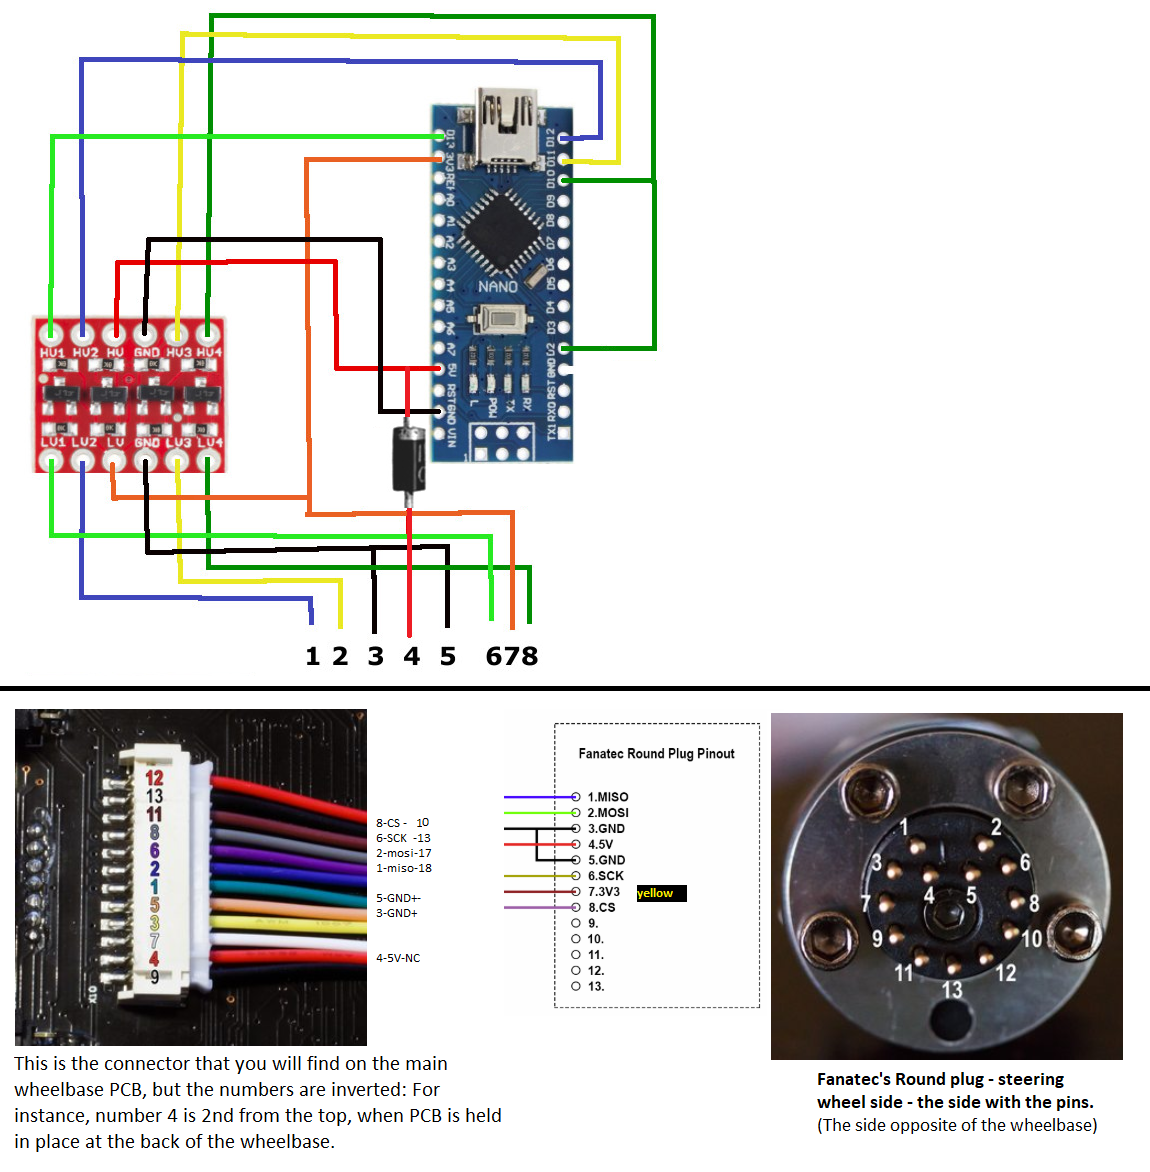 D13
3V3
REF
A0
A1
A2
A3
A4
A5
A6
A7
5V
RST
GND
VIN
D12
D11
D10
D9
D8
D7
D6
D5
D4
D3
D2
GND
RST
RX0
TX1
NANO
L
POW
TX
RX
1
HV1 HV2 HV GND HV3 HV4
LV1 LV2 LV GND LV3 LV4
1 2 3 4 5 678
12
13
11
8
6
2
1
5
3
7
4
9
X10
8-CS - 10
6-SCK -13
2-mosi-17
1-miso-18
5-GND+-
3-GND+
4-5V-NC
Fanatec Round Plug Pinout
1.MISO
2.MOSI
3.GND
4.5V
5.GND
6.SCK
7.3V3 yellow
8.CS
9.
10.
11.
12.
13.
1 2
3 6
4 5
7 8
9 10
11 12
13
This is the connector that you will find on the main
wheelbase PCB, but the numbers are inverted: For
instance, number 4 is 2nd from the top, when PCB is held
in place at the back of the wheelbase.
Fanatec's Round plug - steering
wheel side - the side with the pins.
(The side opposite of the wheelbase)